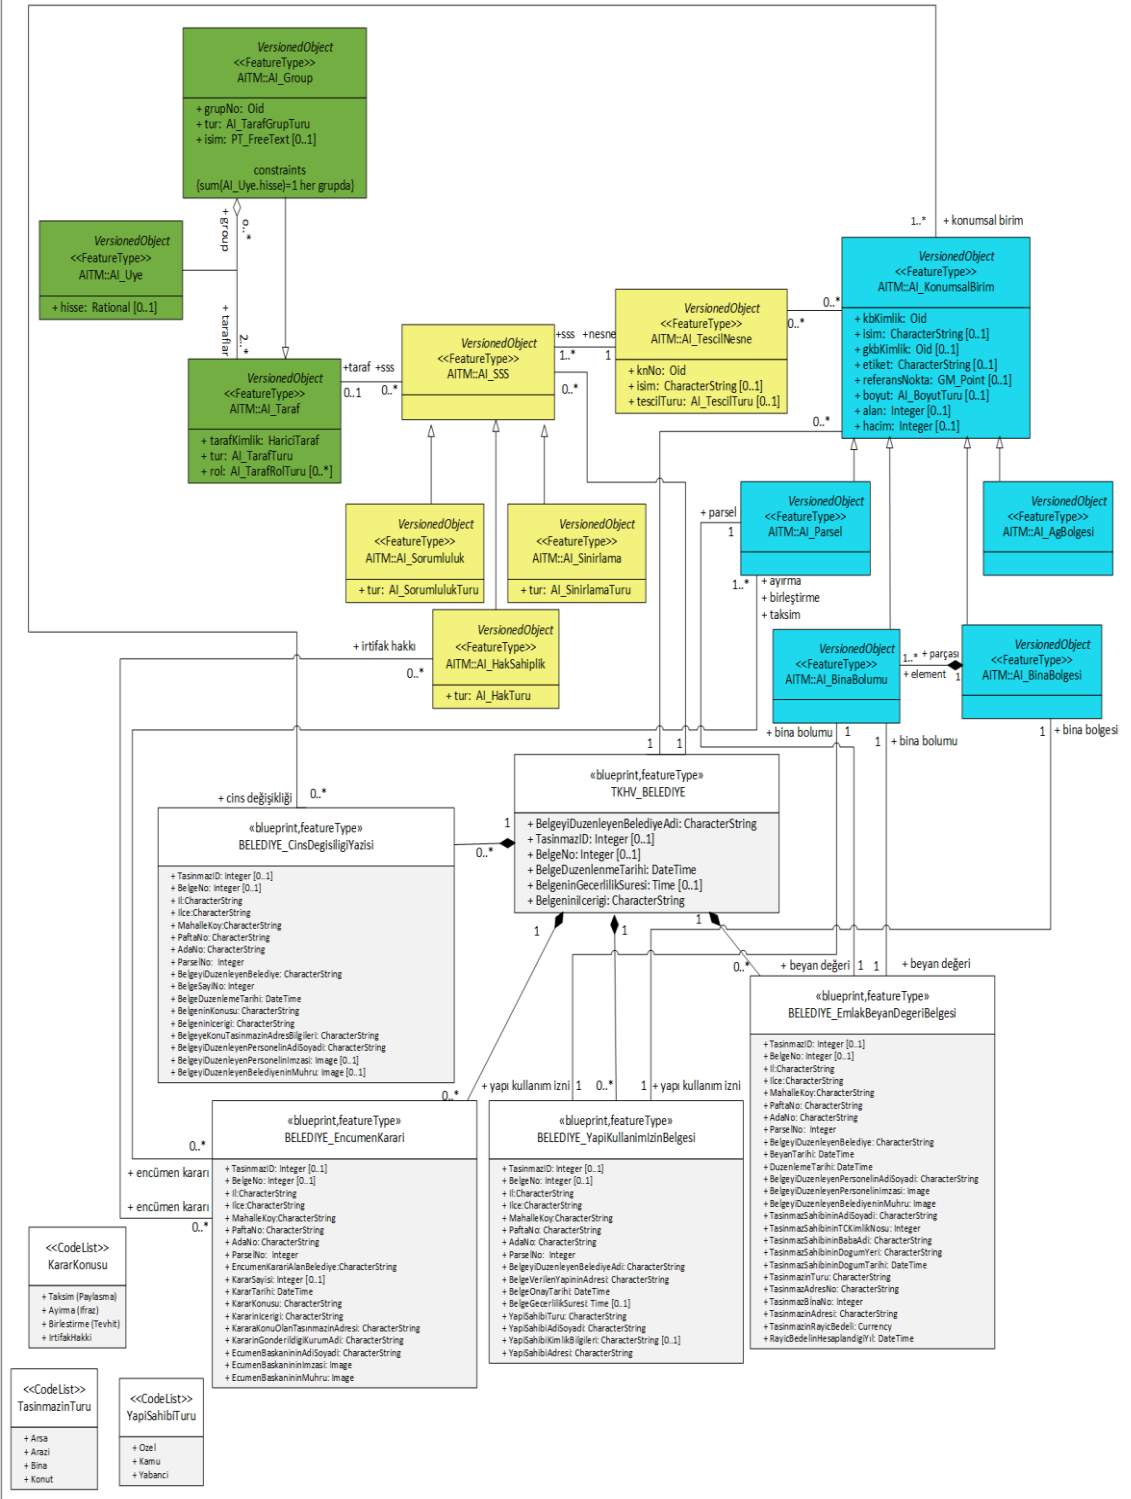 VersionedObject
<<FeatureType>>
AITM::AI_Group
+ grupNo: Oid
+ tur: AI_TarafGrupTuru
+ isim: PT_FreeText [0..1]
constraints
{sum(AI_Uye.hisse)=1 her grupda}
+ group
0..*
VersionedObject
<<FeatureType>>
AITM::AI_Uye
+ hisse: Rational [0..1]
+ taraflar
2..*
VersionedObject
<<FeatureType>>
AITM::AI_Taraf
+ tarafKimlik: HariciTaraf
+ tur: AI_TarafTuru
+ rol: AI_TarafRolTuru [0..*]
+taraf +sss
0..1
0..*
VersionedObject
<<FeatureType>>
AITM::AI_SSS
+sss +nesne
1..*
1
0..*
VersionedObject
<<FeatureType>>
AITM::AI_TescilNesne
+ knNo: Oid
+ isim: CharacterString [0..1]
+ tescilTuru: AI_TescilTuru [0..1]
0..*
0..*
1..*
+ konumsal birim
VersionedObject
<<FeatureType>>
AITM::AI_KonumsalBirim
+ kbKimlik: Oid
+ isim: CharacterString [0..1]
+ gkbKimlik: Oid [0..1]
+ etiket: CharacterString [0..1]
+ referansNokta: GM_Point [0..1]
+ boyut: AI_BoyutTuru [0..1]
+ alan: Integer [0..1]
+ hacim: Integer [0..1]
0..*
VersionedObject
<<FeatureType>>
AITM::AI_Sorumluluk
+ tur: AI_SorumlulukTuru
VersionedObject
<<FeatureType>>
AITM::AI_Sinirlama
+ tur: AI_SinirlamaTuru
+ parsel
1
VersionedObject
<<FeatureType>>
AITM::AI_Parsel
VersionedObject
<<FeatureType>>
AITM::AI_AgBolgesi
1..*
+ ayırma
+ birleştirme
+ taksim
+ irtifak hakkı
0..*
VersionedObject
<<FeatureType>>
AITM::AI_HakSahiplik
+ tur: AI_HakTuru
VersionedObject
<<FeatureType>>
AITM::AI_BinaBolumu
1..*
+ parçası
+ element
1
VersionedObject
<<FeatureType>>
AITM::AI_BinaBolgesi
+ bina bolumu
1
1
+ bina bolumu
1
+ bina bolgesi
1
1
«blueprint,featureType»
TKHV_BELEDIYE
+ BelgeyiDuzenleyenBelediyeAdi: CharacterString
+ TasinmazID: Integer [0..1]
+ BelgeNo: Integer [0..1]
+ BelgeDuzenlenmeTarihi: DateTime
+ BelgeninGecerlilikSuresi: Time [0..1]
+ BelgeninIcerigi: CharacterString
+ cins değişikliği
0..*
1
0..*
1
1
1
«blueprint,featureType»
BELEDIYE_CinsDegisiligiYazisi
+ TasinmazID: Integer [0..1]
+ BelgeNo: Integer [0..1]
+ Il:CharacterString
+ Ilce:CharacterString
+ MahalleKoy:CharacterString
+ PaftaNo: CharacterString
+ AdaNo: CharacterString
+ ParselNo: Integer
+ BelgeyiDuzenleyenBelediye: CharacterString
+ BelgeSayiNo: Integer
+ BelgeDuzenlemeTarihi: DateTime
+ BelgeninKonusu: CharacterString
+ BelgeninIcerigi: CharacterString
+ BelgeyeKonuTasinmazinAdresBilgileri: CharacterString
+ BelgeyiDuzenleyenPersonelinAdiSoyadi: CharacterString
+ BelgeyiDuzenleyenPersonelinImzasi: Image [0..1]
+ BelgeyiDuzenleyenBelediyeninMuhru: Image [0..1]
0..*
+ beyan değeri
1
1
+ beyan değeri
«blueprint,featureType»
BELEDIYE_EmlakBeyanDegeriBelgesi
+ TasinmazID: Integer [0..1]
+ BelgeNo: Integer [0..1]
+ Il:CharacterString
+ Ilce:CharacterString
+ MahalleKoy:CharacterString
+ PaftaNo: CharacterString
+ AdaNo: CharacterString
+ ParselNo: Integer
+ BelgeyiDuzenleyenBelediye: CharacterString
+ BeyanTarihi: DateTime
+ DuzenlemeTarihi: DateTime
+ BelgeyiDuzenleyenPersonelinAdiSoyadi: CharacterString
+ BelgeyiDuzenleyenPersonelinImzasi: Image
+ BelgeyiDuzenleyenBelediyeninMuhru: Image
+ TasinmazSahibininAdiSoyadi: CharacterString
+ TasinmazSahibininTCKimlikNosu: Integer
+ TasinmazSahibininBabaAdi: CharacterString
+ TasinmazSahibininDogumYeri: CharacterString
+ TasinmazSahibininDogumTarihi: DateTime
+ TasinmazinTuru: CharacterString
+ TasinmazAdresNo: CharacterString
+ TasinmazBinaNo: Integer
+ TasinmazinAdresi: CharacterString
+ TasinmazinRayicBedeli: Currency
+ RayicBedelinHesaplandigiYıl: DateTime
0..*
+ yapı kullanım izni
1
0..*
1
+ yapı kullanım izni
«blueprint,featureType»
BELEDIYE_EncumenKarari
+ TasinmazID: Integer [0..1]
+ BelgeNo: Integer [0..1]
+ Il:CharacterString
+ Ilce:CharacterString
+ MahalleKoy:CharacterString
+ PaftaNo: CharacterString
+ AdaNo: CharacterString
+ ParselNo: Integer
+ EncumenKarariAlanBelediye:CharacterString
+ KararSayisi: Integer [0..1]
+ KararTarihi: DateTime
+ KararKonusu: CharacterString
+ KararinIcerigi: CharacterString
+ KararaKonuOlanTasinmazinAdresi: CharacterString
+ KararinGonderildigiKurumAdi: CharacterString
+ EcumenBaskanininAdiSoyadi: CharacterString
+ EcumenBaskanininImzasi: Image
+ EcumenBaskanininMuhru: Image
«blueprint,featureType»
BELEDIYE_YapiKullanimIzinBelgesi
+ TasinmazID: Integer [0..1]
+ BelgeNo: Integer [0..1]
+ Il:CharacterString
+ Ilce:CharacterString
+ MahalleKoy:CharacterString
+ PaftaNo: CharacterString
+ AdaNo: CharacterString
+ ParselNo: Integer
+ BelgeyiDuzenleyenBelediyeAdi: CharacterString
+ BelgeVerilenYapininAdresi: CharacterString
+ BelgeOnayTarihi: DateTime
+ BelgeGecerlilikSuresi: Time [0..1]
+ YapiSahibiTuru: CharacterString
+ YapiSahibiAdiSoyadi: CharacterString
+ YapiSahibiKimlikBilgileri: CharacterString [0..1]
+ YapiSahibiAdresi: CharacterString
0..*
+ encümen kararı
+ encümen kararı
0..*
<<CodeList>>
KararKonusu
+ Taksim (Paylasma)
+ Ayirma (Ifraz)
+ Birlestirme (Tevhit)
+ IrtifakHakki
<<CodeList>>
TasinmazinTuru
+ Arsa
+ Arazi
+ Bina
+ Konut
<<CodeList>>
YapiSahibiTuru
+ Ozel
+ Kamu
+ Yabanci